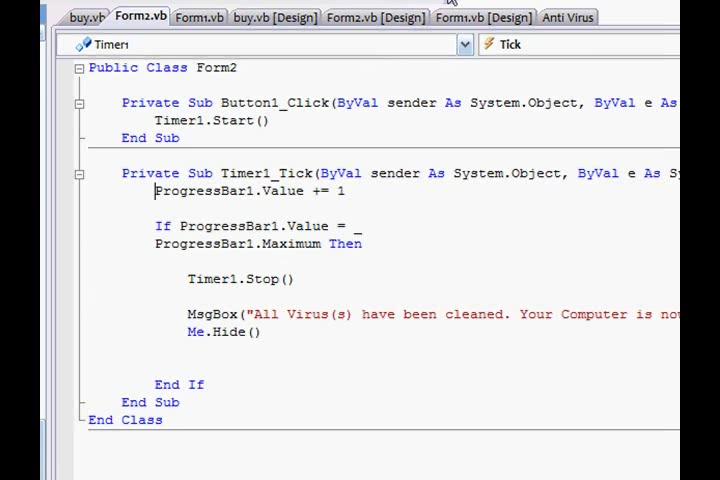 buy.vb Form2.vb Form1.vb buy.vb [Design] Form2.vb [Design] Form1.vb [Design] Anti Virus
Timer1 Tick
Public Class Form2
Private Sub Button1_Click(ByVal sender As System.Object, ByVal e As
Timer1.Start()
End Sub
Private Sub Timer1_Tick(ByVal sender As System.Object, ByVal e As Sy
ProgressBar1.Value += 1
If ProgressBar1.Value = _
ProgressBar1.Maximum Then
Timer1.Stop()
MsgBox("All Virus(s) have been cleaned. Your Computer is now
Me.Hide()
End If
End Sub
End Class